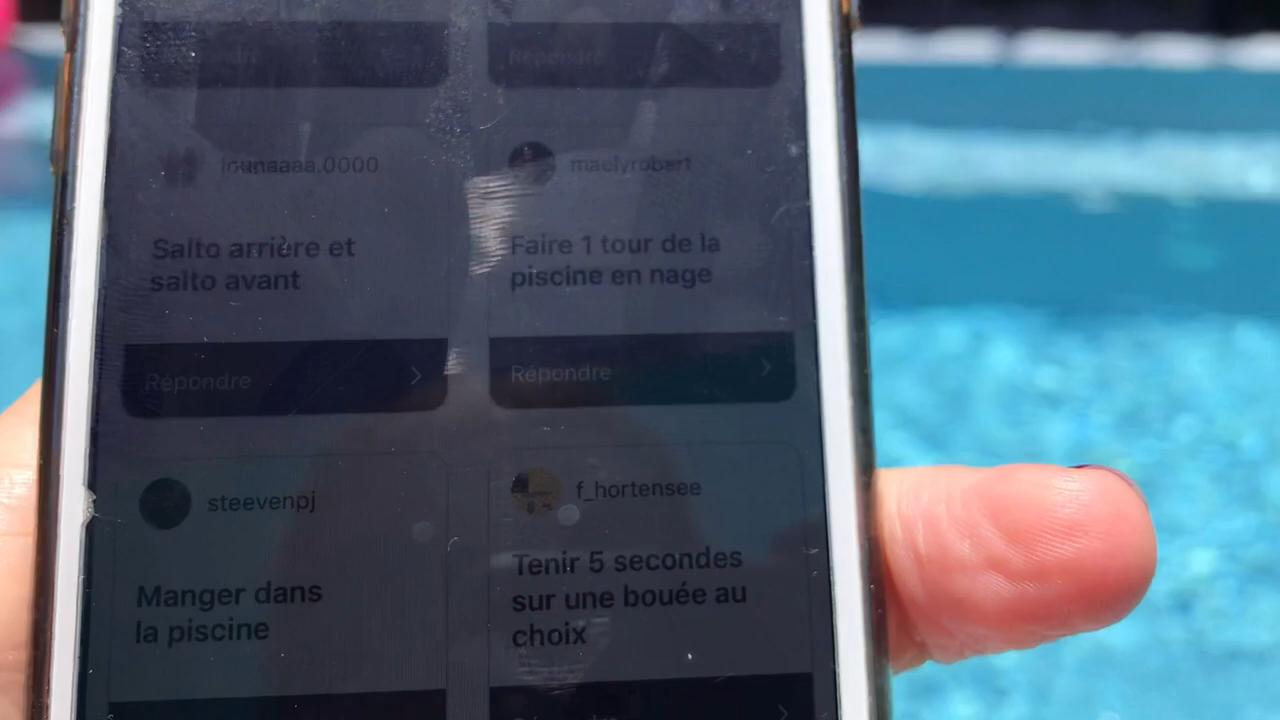 Répondre
lounaaaa.0000
maelyrobert
Salto arrière et
salto avant
Faire 1 tour de la
piscine en nage
Répondre
Répondre
steevenpj
f_hortensee
Manger dans
la piscine
Tenir 5 secondes
sur une bouée au
choix